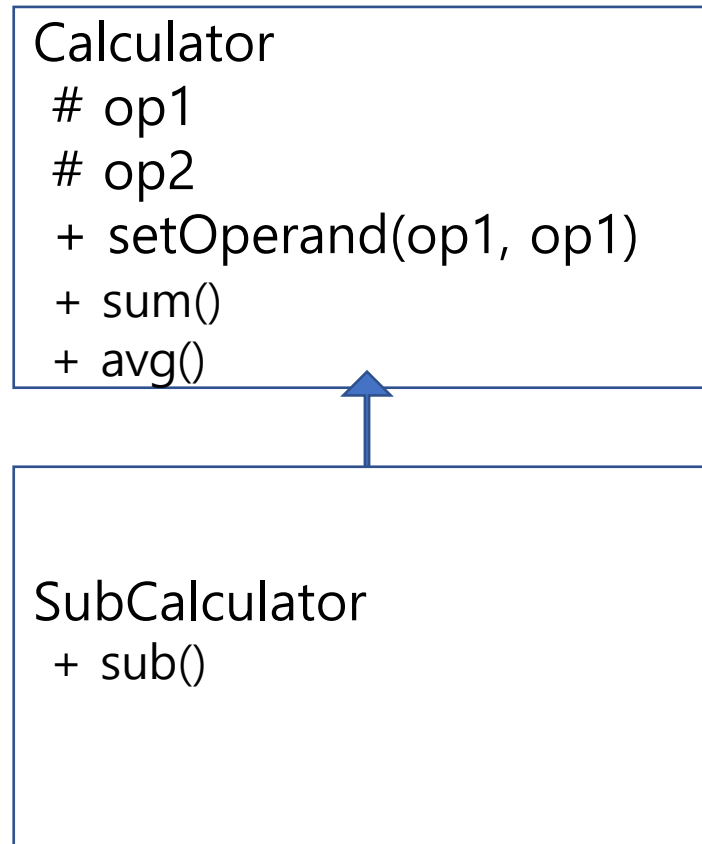 Calculator
# op1
# op2
+ setOperand(op1, op1)
+ sum()
+ avg()
SubCalculator
+ sub()